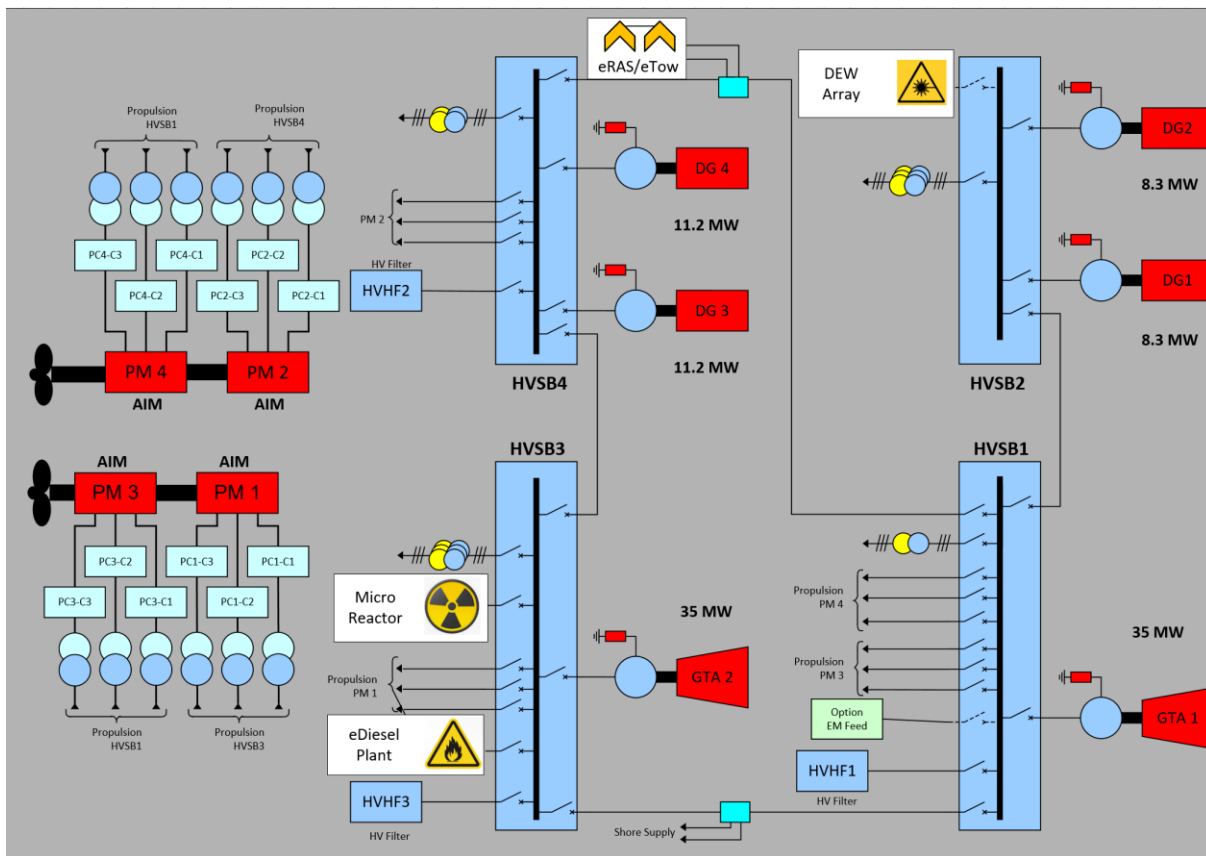 eRAS/eTow
DEW
Array
DG2
8.3 MW
DG1
8.3 MW
HVSB2
Propulsion
HVSB1
Propulsion
HVSB4
PC4-C3
PC4-C1
PC2-C2
PC4-C2
PC2-C3
PC2-C1
PM 4
PM 2
AIM
AIM
PM 2
HV Filter
HVHF2
DG 4
11.2 MW
DG 3
11.2 MW
HVSB4
AIM
AIM
PM 3
PM 1
PC3-C2
PC1-C3
PC1-C1
PC3-C3
PC3-C1
PC1-C2
Propulsion
HVSB1
Propulsion
HVSB3
HVSB3
Micro
Reactor
Propulsion
PM 1
eDiesel
Plant
HVHF3
HV Filter
35 MW
GTA 2
Shore Supply
HVSB1
Propulsion
PM 4
Propulsion
PM 3
Option
EM Feed
HVHF1
HV Filter
35 MW
GTA 1